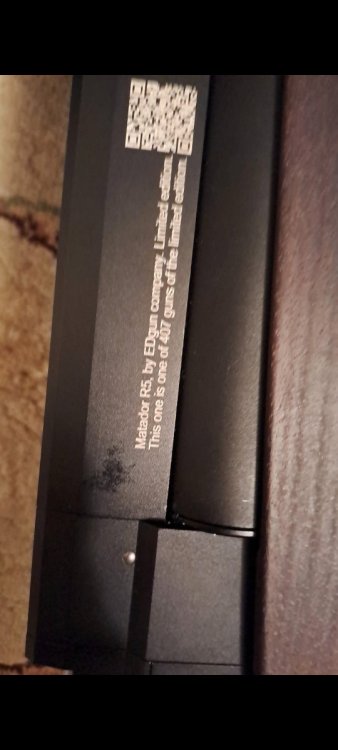 Matador R5, by EDgun company. Limited edition.
This one is one of 407 guns of the limited edition.